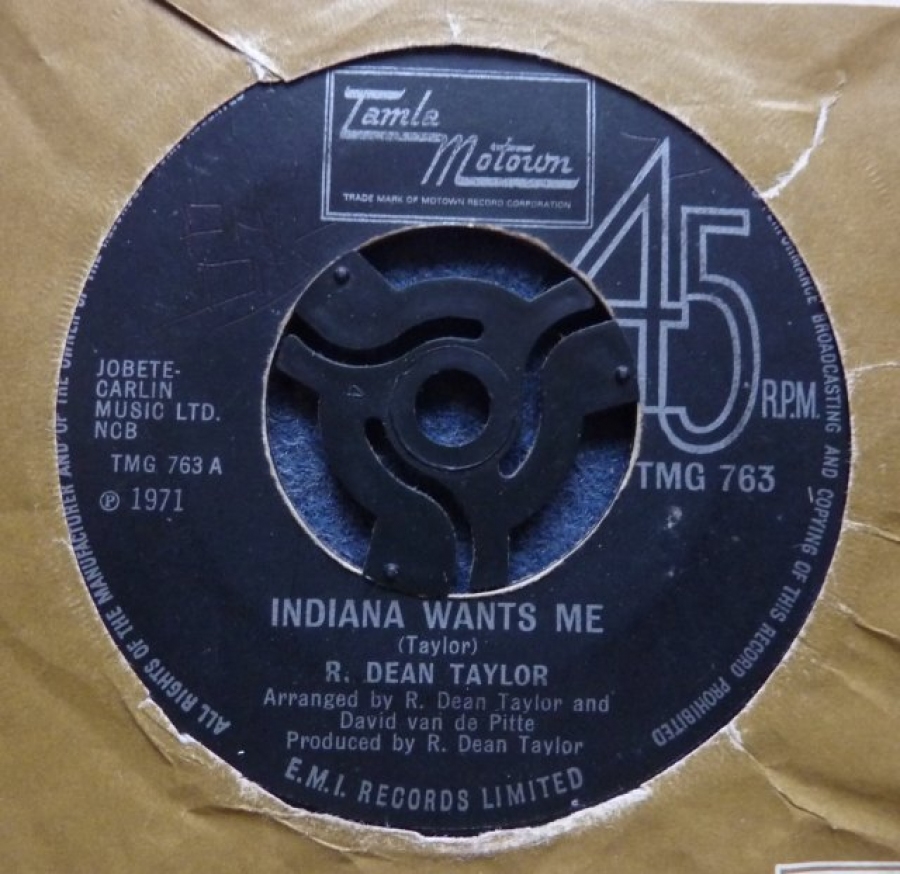 Tamla
Motown
TRADE MARK OF MOTOWN RECORD CORPORATION
45
R.P.M.
JOBETE-
CARLIN
MUSIC LTD.
NCB
TMG 763 A
℗ 1971
TMG 763
INDIANA WANTS ME
(Taylor)
R. DEAN TAYLOR
Arranged by R. Dean Taylor and
David van de Pitte
Produced by R. Dean Taylor
E.M.I. RECORDS LIMITED
ALL RIGHTS OF THE MANUFACTURER AND OF THE OWNER OF
BROADCASTING AND COPYING OF THIS RECORD PROHIBITED